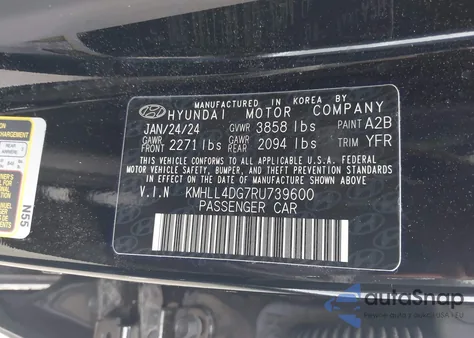 MANUFACTURED IN KOREA BY
HYUNDAI MOTOR COMPANY
JAN/24/24 GVWR 3858 lbs PAINT A2B
GAWR FRONT 2271 lbs GAWR REAR 2094 lbs TRIM YFR
THIS VEHICLE CONFORMS TO ALL APPLICABLE U.S.A. FEDERAL
MOTOR VEHICLE SAFETY, BUMPER, AND THEFT PREVENTION
STANDARDS IN EFFECT ON THE DATE OF MANUFACTURE SHOWN ABOVE.
V.I.N KMHLL4DG7RU739600
PASSENGER CAR
N55
autoSnap